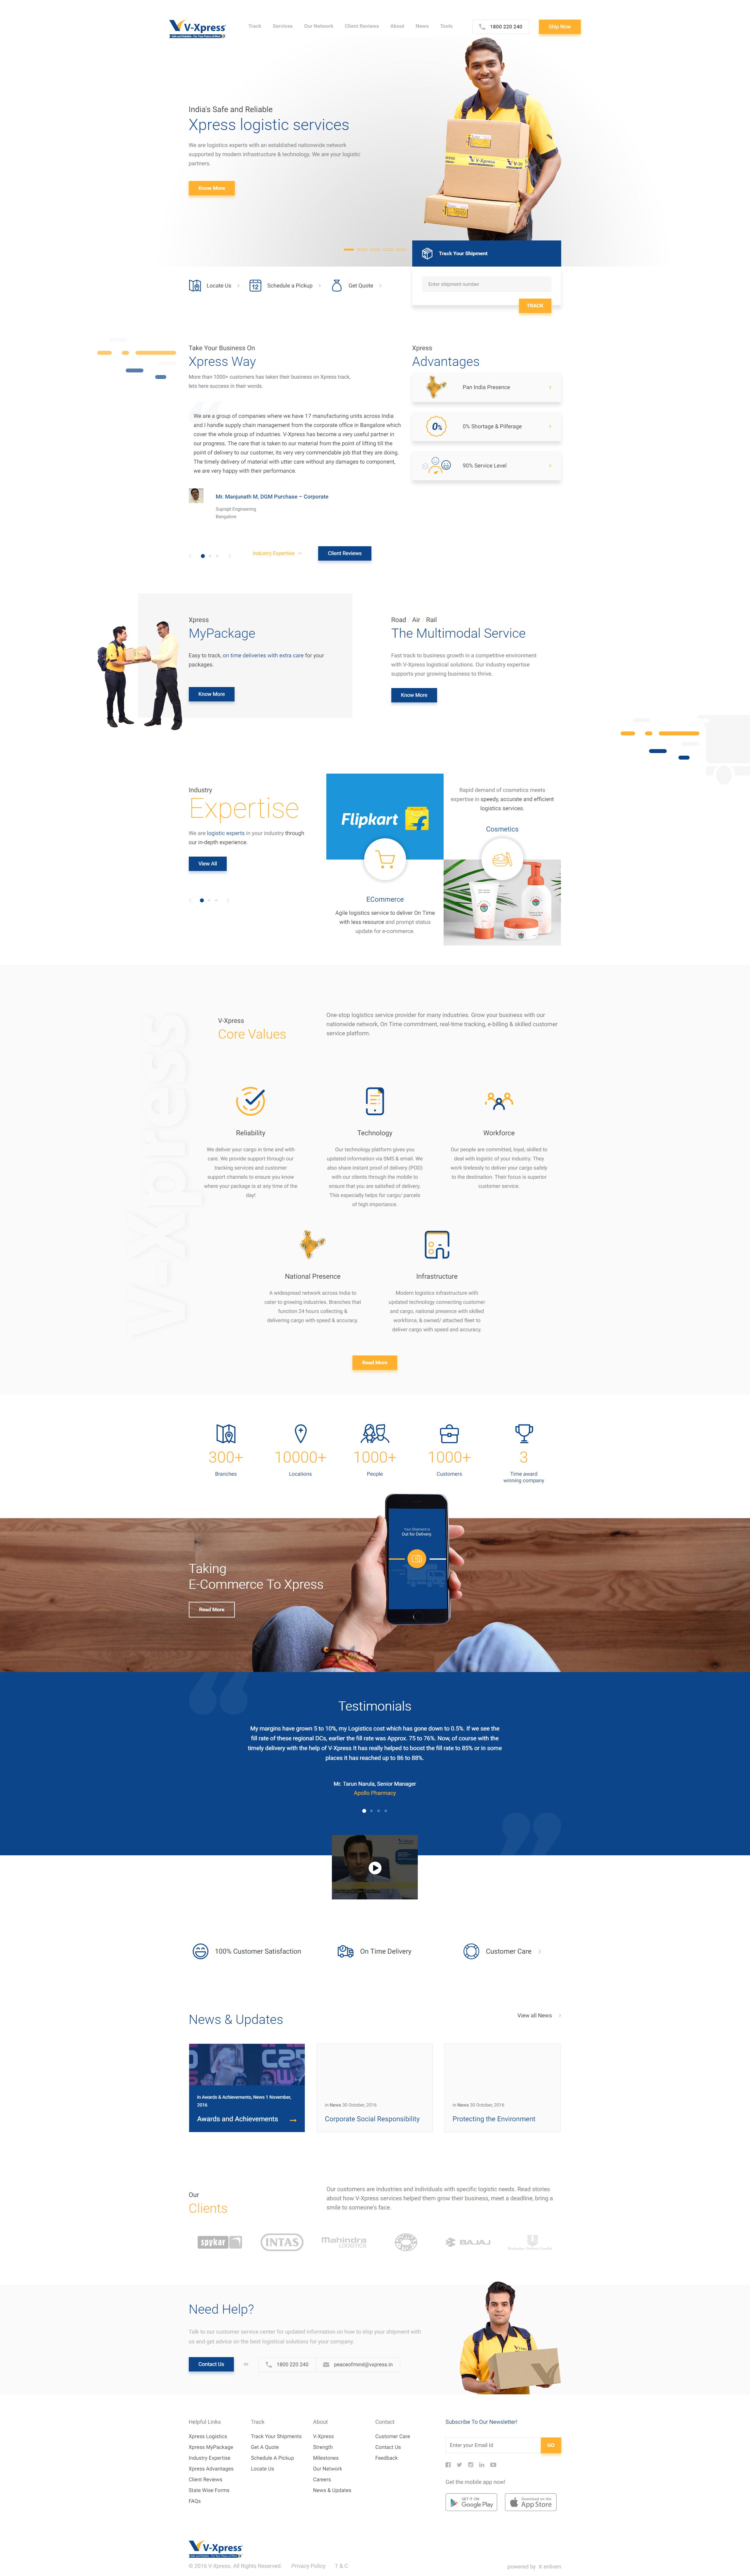 V-Xpress
Track
Services
Our Network
Client Reviews
About
News
Tools
1800 220 240
Ship Now
India's Safe and Reliable
Xpress logistic services
We are logistics experts with an established nationwide network
supported by modern infrastructure & technology. We are your logistic
partners.
Know More
V-Xpress
Track Your Shipment
Enter shipment number
TRACK
Locate Us
12
Schedule a Pickup
Get Quote
Take Your Business On
Xpress Way
More than 1000+ customers has taken their business on Xpress track,
lets here success in their words.
We are a group of companies where we have 17 manufacturing units across India
and I handle supply chain management from the corporate office in Bangalore which
cover the whole group of industries. V-Xpress has become a very useful partner in
our progress. The care that is taken to our material from the point of lifting till the
point of delivery to our customer, its very very commendable job that they are doing.
The timely delivery of material with utter care without any damages to component,
we are very happy with their performance.
Mr. Manjunath M, DGM Purchase – Corporate
Suprajit Engineering
Bangalore
Industry Expertise
Client Reviews
Xpress
Advantages
Pan India Presence
0%
0% Shortage & Pilferage
90% Service Level
Xpress
MyPackage
Easy to track, on time deliveries with extra care for your
packages.
Know More
Road | Air | Rail
The Multimodal Service
Fast track to business growth in a competitive environment
with V-Xpress logistical solutions. Our industry expertise
supports your growing business to thrive.
Know More
Industry
Expertise
We are logistic experts in your industry through
our in-depth experience.
View All
Flipkart
ECommerce
Agile logistics service to deliver On Time
with less resource and prompt status
update for e-commerce.
Rapid demand of cosmetics meets
expertise in speedy, accurate and efficient
logistics services.
Cosmetics
V-Xpress
V-Xpress
Core Values
One-stop logistics service provider for many industries. Grow your business with our
nationwide network, On Time commitment, real-time tracking, e-billing & skilled customer
service platform.
Reliability
We deliver your cargo in time and with
care. We provide support through our
tracking services and customer
support channels to ensure you know
where your package is at any time of the
day!
Technology
Our technology platform gives you
updated information via SMS & email. We
also share instant proof of delivery (POD)
with our clients through the mobile to
ensure that you are satisfied of delivery.
This especially helps for cargo/ parcels
of high importance.
Workforce
Our people are committed, loyal, skilled to
deal with logistic of your industry. They
work tirelessly to deliver your cargo safely
to the destination. Their focus is superior
customer service.
National Presence
A widespread network across India to
cater to growing industries. Branches that
function 24 hours collecting &
delivering cargo with speed & accuracy.
Infrastructure
Modern logistics infrastructure with
updated technology connecting customer
and cargo, national presence with skilled
workforce, & owned/ attached fleet to
deliver cargo with speed and accuracy.
Read More
300+
Branches
10000+
Locations
1000+
People
1000+
Customers
3
Time award
winning company
Taking
E-Commerce To Xpress
Read More
Your Shipment is
Out for Delivery
Testimonials
My margins have grown 5 to 10%, my Logistics cost which has gone down to 0.5%. If we see the
fill rate of these regional DCs, earlier the fill rate was Approx. 75 to 76%. Now, of course with the
timely delivery with the help of V-Xpress It has really helped to boost the fill rate to 85% or in some
places it has reached up to 86 to 88%.
Mr. Tarun Narula, Senior Manager
Apollo Pharmacy
100% Customer Satisfaction
On Time Delivery
Customer Care
News & Updates
View all News
in Awards & Achievements, News 1 November,
2016
Awards and Achievements
in News 30 October, 2016
Corporate Social Responsibility
in News 30 October, 2016
Protecting the Environment
Our
Clients
Our customers are industries and individuals with specific logistic needs. Read stories
about how V-Xpress services helped them grow their business, meet a deadline, bring a
smile to someone's face.
spykar
INTAS
Mahindra
LOGISTICS
BAJAJ
Need Help?
Talk to our customer service center for updated information on how to ship your shipment with
us and get advice on the best logistical solutions for your company.
Contact Us
1800 220 240
peaceofmind@vxpress.in
Helpful Links
Xpress Logistics
Xpress MyPackage
Industry Expertise
Xpress Advantages
Client Reviews
State Wise Forms
FAQs
Track
Track Your Shipments
Get A Quote
Schedule A Pickup
Locate Us
About
V-Xpress
Strength
Milestones
Our Network
Careers
News & Updates
Contact
Customer Care
Contact Us
Feedback
Subscribe To Our Newsletter!
Enter your Email Id
GO
Get the mobile app now!
GET IT ON
Google Play
Download on the
App Store
V-Xpress
© 2016 V-Xpress. All Rights Reserved.
Privacy Policy
T & C
powered by
enliven